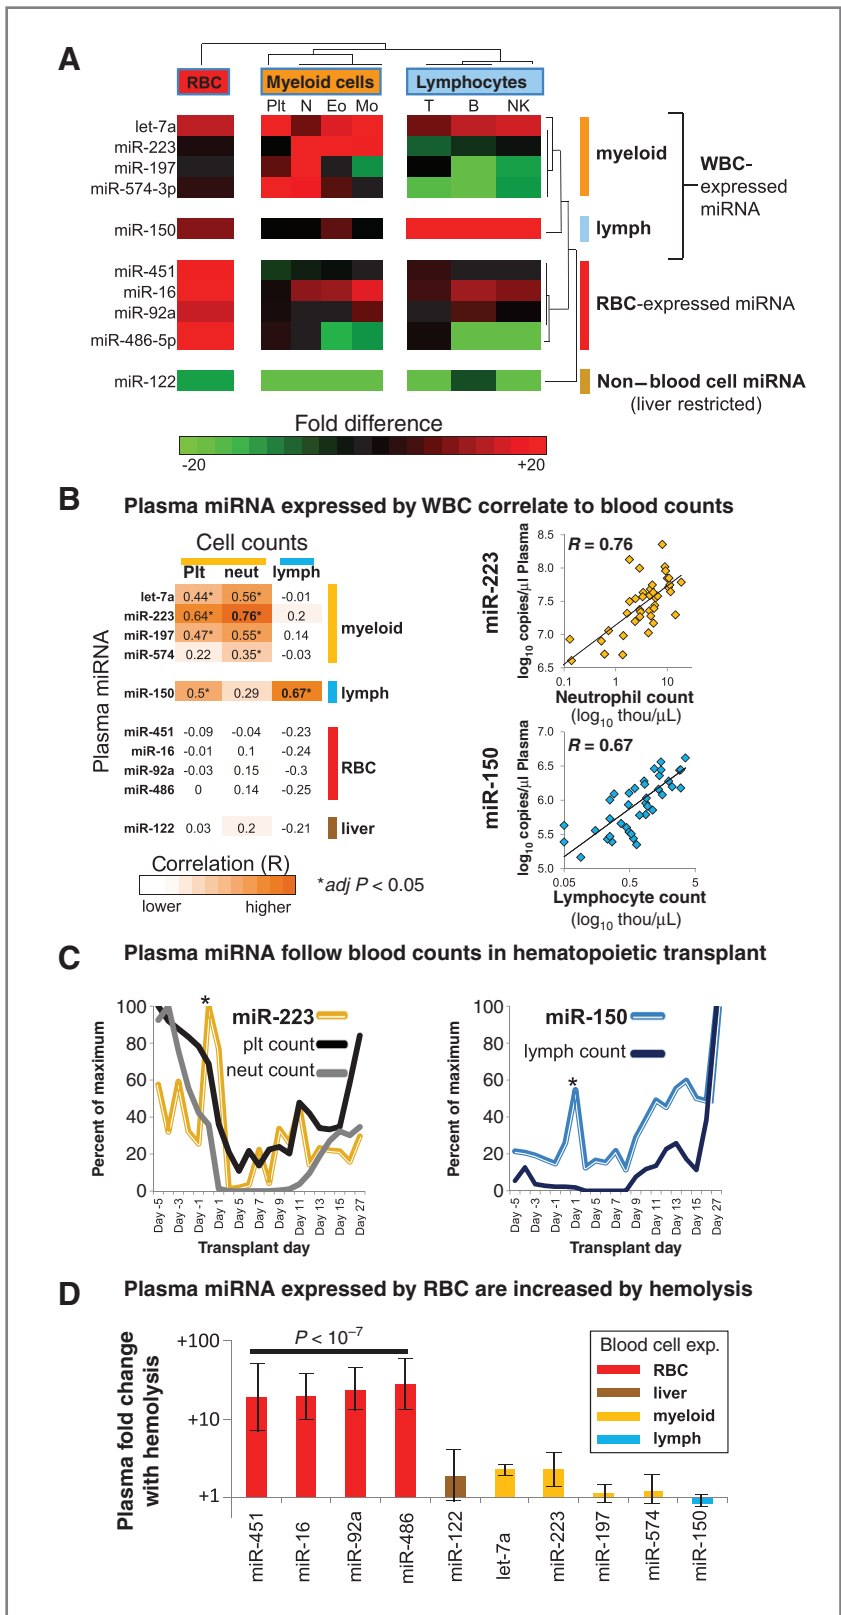 A
RBC
Myeloid cells
Lymphocytes
Plt N Eo Mo
T B NK
let-7a
miR-223
miR-197
miR-574-3p
miR-150
miR-451
miR-16
miR-92a
miR-486-5p
miR-122
myeloid
lymph
WBC-
expressed
miRNA
RBC-expressed miRNA
Non–blood cell miRNA
(liver restricted)
Fold difference
-20 +20
B Plasma miRNA expressed by WBC correlate to blood counts
Cell counts
Plt neut lymph
Plasma miRNA
let-7a 0.44* 0.56* -0.01
miR-223 0.64* 0.76* 0.2
miR-197 0.47* 0.55* 0.14
miR-574 0.22 0.35* -0.03
myeloid
miR-150 0.5* 0.29 0.67* lymph
miR-451 -0.09 -0.04 -0.23
miR-16 -0.01 0.1 -0.24
miR-92a -0.03 0.15 -0.3
miR-486 0 0.14 -0.25
RBC
miR-122 0.03 0.2 -0.21 liver
Correlation (R)
lower higher
*adj P < 0.05
miR-223
log10 copies/μl Plasma
R = 0.76
8.5
8.0
7.5
7.0
6.5
0.1 1 10
Neutrophil count
(log10 thou/μL)
miR-150
log10 copies/μl Plasma
R = 0.67
7.0
6.5
6.0
5.5
5.0
0.05 0.5 5
Lymphocyte count
(log10 thou/μL)
C Plasma miRNA follow blood counts in hematopoietic transplant
Percent of maximum
100
80
60
40
20
0
*
miR-223
plt count
neut count
Day -5 Day -3 Day -1 Day 1 Day 4 Day 7 Day 9 Day 11 Day 13 Day 15 Day 27
Transplant day
Percent of maximum
100
80
60
40
20
0
*
miR-150
lymph count
Day -5 Day -3 Day -1 Day 1 Day 5 Day 7 Day 9 Day 11 Day 13 Day 15 Day 27
Transplant day
D Plasma miRNA expressed by RBC are increased by hemolysis
Plasma fold change
with hemolysis
+100
+10
+1
P < 10–7
Blood cell exp.
RBC
liver
myeloid
lymph
miR-451
miR-16
miR-92a
miR-486
miR-122
let-7a
miR-223
miR-197
miR-574
miR-150